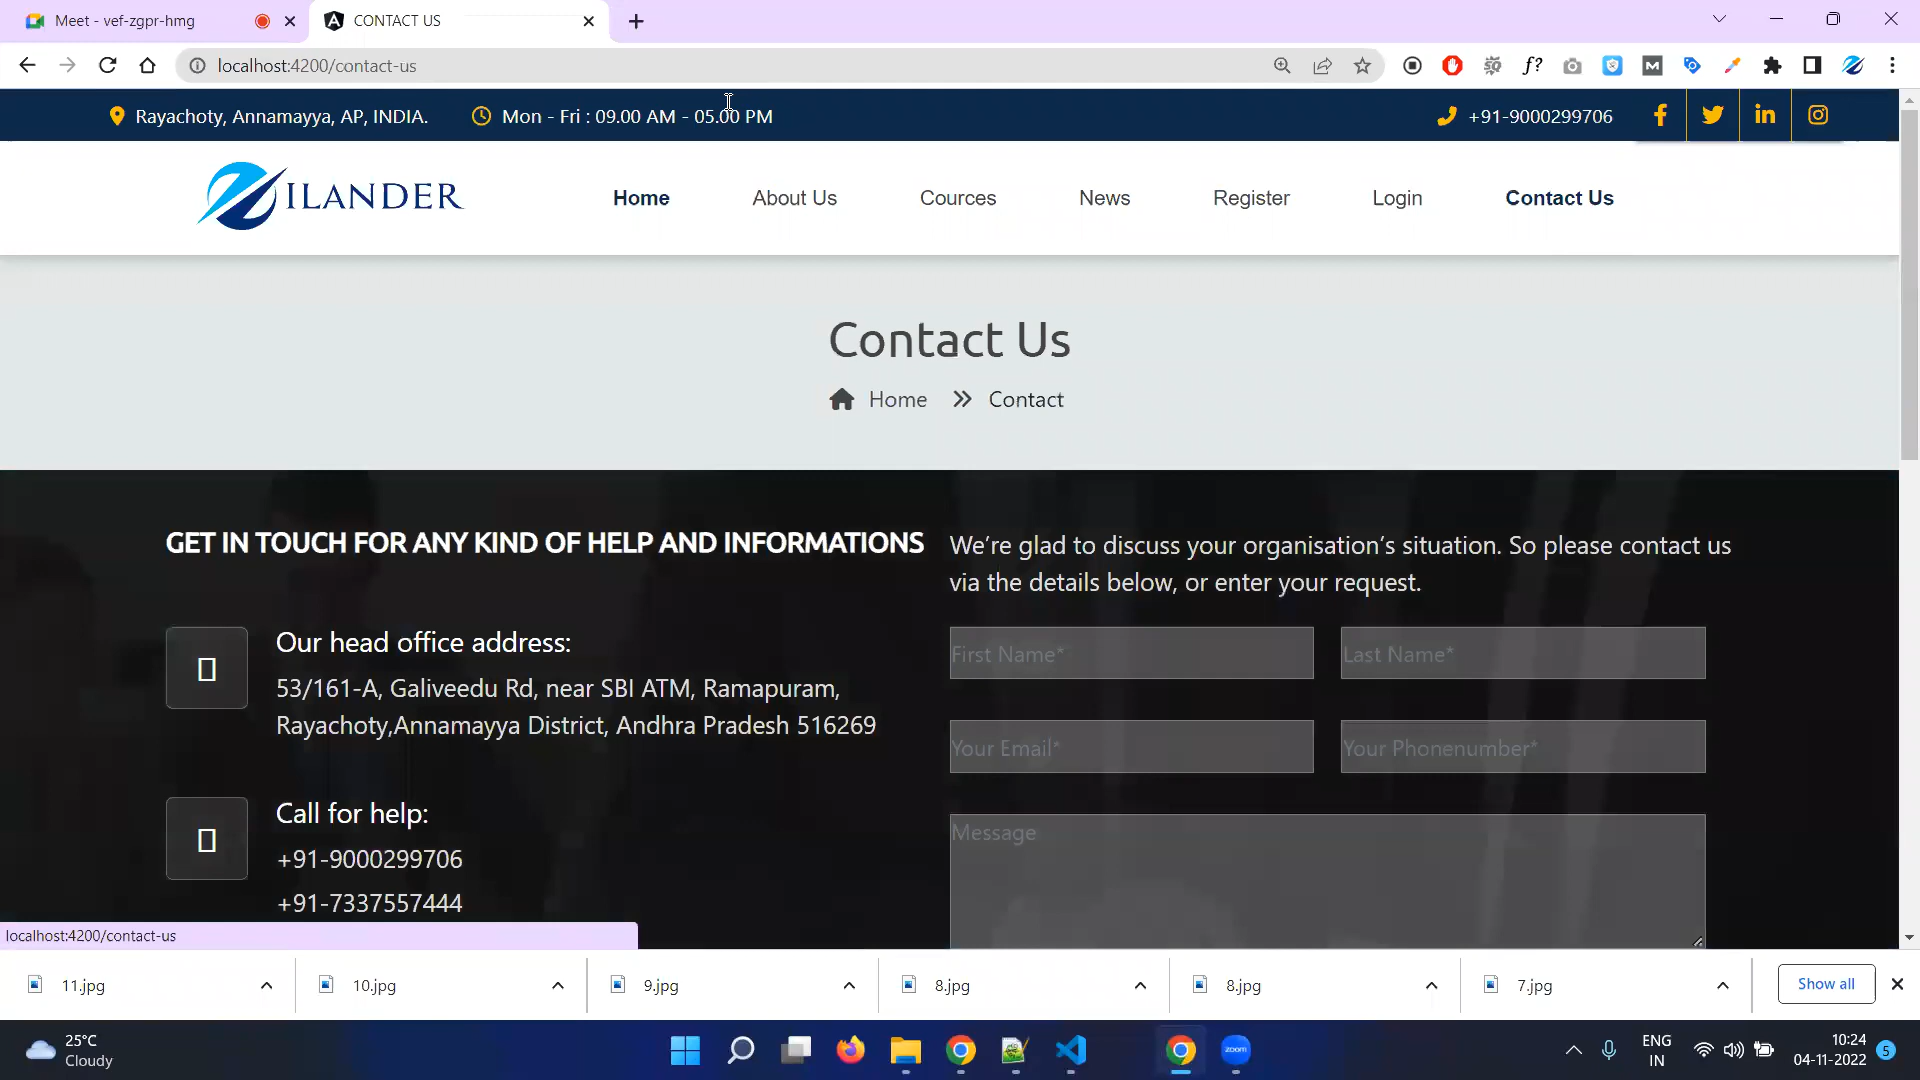 Meet - vef-zgpr-hmg
CONTACT US
localhost:4200/contact-us
Rayachoty, Annamayya, AP, INDIA.
Mon - Fri : 09.00 AM - 05.00 PM
+91-9000299706
ILANDER
Home
About Us
Cources
News
Register
Login
Contact Us
Contact Us
Home
Contact
GET IN TOUCH FOR ANY KIND OF HELP AND INFORMATIONS
Our head office address:
53/161-A, Galiveedu Rd, near SBI ATM, Ramapuram,
Rayachoty,Annamayya District, Andhra Pradesh 516269
Call for help:
+91-9000299706
+91-7337557444
We’re glad to discuss your organisation’s situation. So please contact us
via the details below, or enter your request.
First Name*
Last Name*
Your Email*
Your Phonenumber*
Message
localhost:4200/contact-us
11.jpg
10.jpg
9.jpg
8.jpg
8.jpg
7.jpg
Show all
25°C
Cloudy
zoom
ENG
IN
10:24
04-11-2022
5